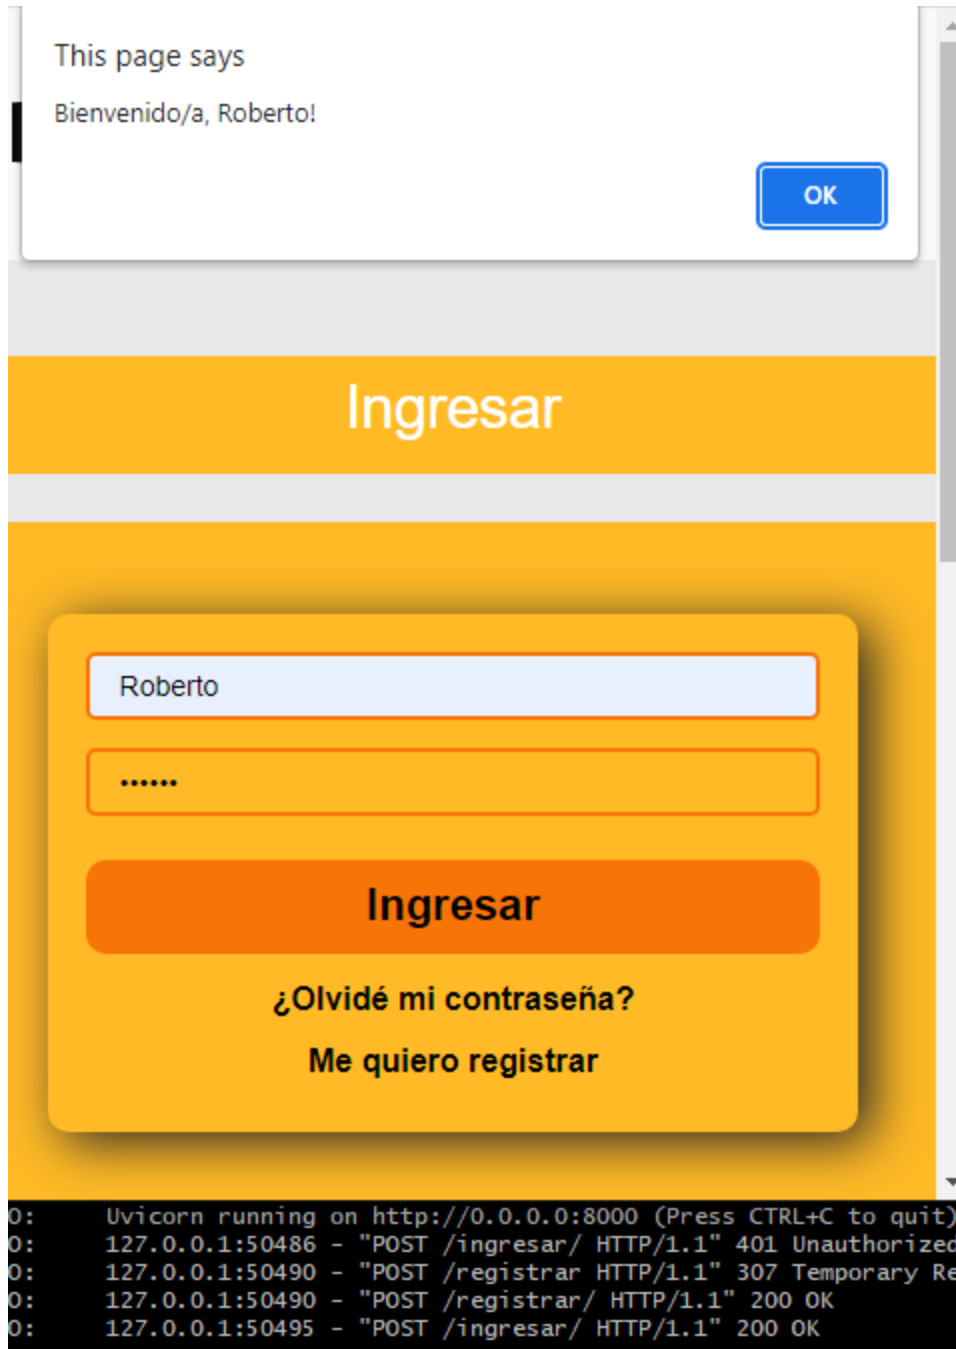 This page says
Bienvenido/a, Roberto!
OK
Ingresar
Roberto
••••••
Ingresar
¿Olvidé mi contraseña?
Me quiero registrar
O: Uvicorn running on http://0.0.0.0:8000 (Press CTRL+C to quit)
O: 127.0.0.1:50486 - "POST /ingresar/ HTTP/1.1" 401 Unauthorized
O: 127.0.0.1:50490 - "POST /registrar HTTP/1.1" 307 Temporary Re
O: 127.0.0.1:50490 - "POST /registrar/ HTTP/1.1" 200 OK
O: 127.0.0.1:50495 - "POST /ingresar/ HTTP/1.1" 200 OK